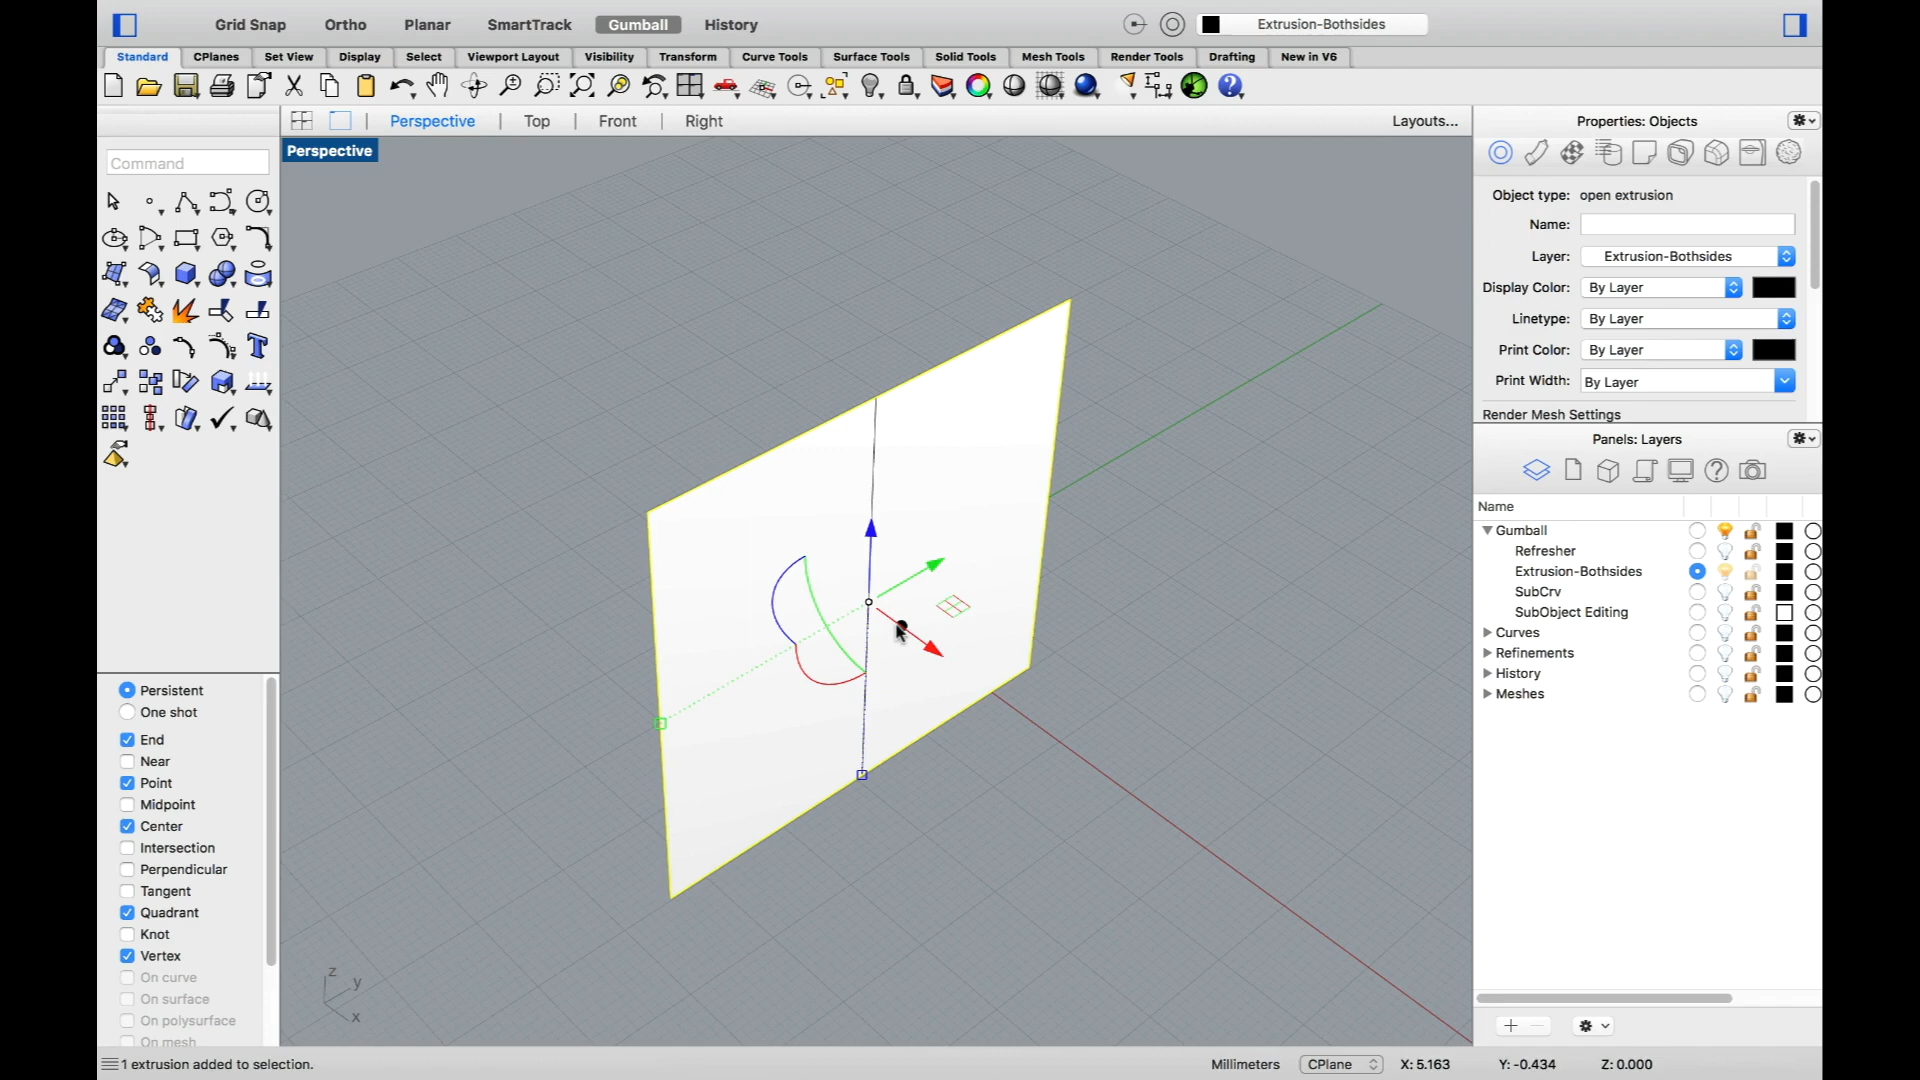 Grid Snap Ortho Planar SmartTrack Gumball History Extrusion-Bothsides
Standard CPlanes Set View Display Select Viewport Layout Visibility Transform Curve Tools Surface Tools Solid Tools Mesh Tools Render Tools Drafting New in V6
Perspective | Top | Front | Right Layouts...
Perspective
Command
Properties: Objects
Object type: open extrusion
Name:
Layer: Extrusion-Bothsides
Display Color: By Layer
Linetype: By Layer
Print Color: By Layer
Print Width: By Layer
Render Mesh Settings
Panels: Layers
Name
Gumball
Refresher
Extrusion-Bothsides
SubCrv
SubObject Editing
Curves
Refinements
History
Meshes
Persistent
One shot
End
Near
Point
Midpoint
Center
Intersection
Perpendicular
Tangent
Quadrant
Knot
Vertex
On curve
On surface
On polysurface
On mesh
z
y
x
1 extrusion added to selection. Millimeters CPlane X: 5.163 Y: -0.434 Z: 0.000